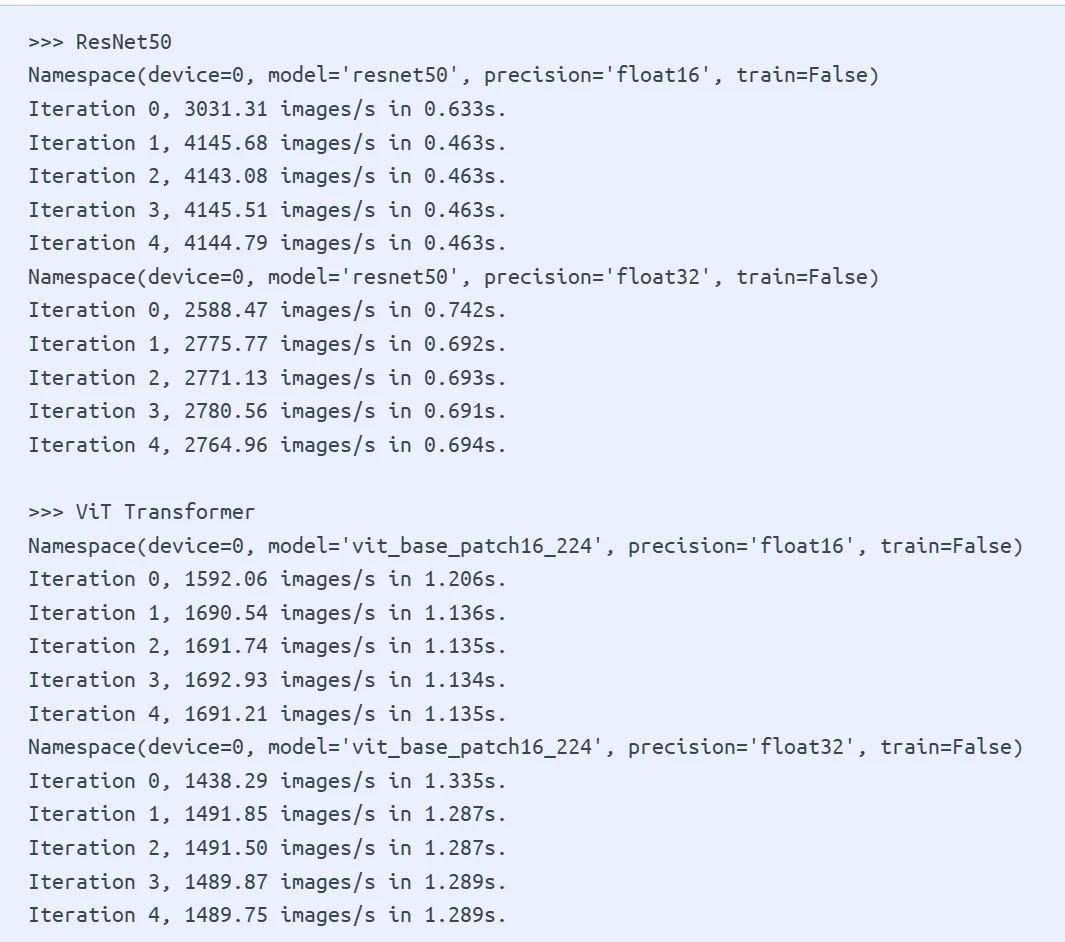 >>> ResNet50
Namespace(device=0, model='resnet50', precision='float16', train=False)
Iteration 0, 3031.31 images/s in 0.633s.
Iteration 1, 4145.68 images/s in 0.463s.
Iteration 2, 4143.08 images/s in 0.463s.
Iteration 3, 4145.51 images/s in 0.463s.
Iteration 4, 4144.79 images/s in 0.463s.
Namespace(device=0, model='resnet50', precision='float32', train=False)
Iteration 0, 2588.47 images/s in 0.742s.
Iteration 1, 2775.77 images/s in 0.692s.
Iteration 2, 2771.13 images/s in 0.693s.
Iteration 3, 2780.56 images/s in 0.691s.
Iteration 4, 2764.96 images/s in 0.694s.
>>> ViT Transformer
Namespace(device=0, model='vit_base_patch16_224', precision='float16', train=False)
Iteration 0, 1592.06 images/s in 1.206s.
Iteration 1, 1690.54 images/s in 1.136s.
Iteration 2, 1691.74 images/s in 1.135s.
Iteration 3, 1692.93 images/s in 1.134s.
Iteration 4, 1691.21 images/s in 1.135s.
Namespace(device=0, model='vit_base_patch16_224', precision='float32', train=False)
Iteration 0, 1438.29 images/s in 1.335s.
Iteration 1, 1491.85 images/s in 1.287s.
Iteration 2, 1491.50 images/s in 1.287s.
Iteration 3, 1489.87 images/s in 1.289s.
Iteration 4, 1489.75 images/s in 1.289s.